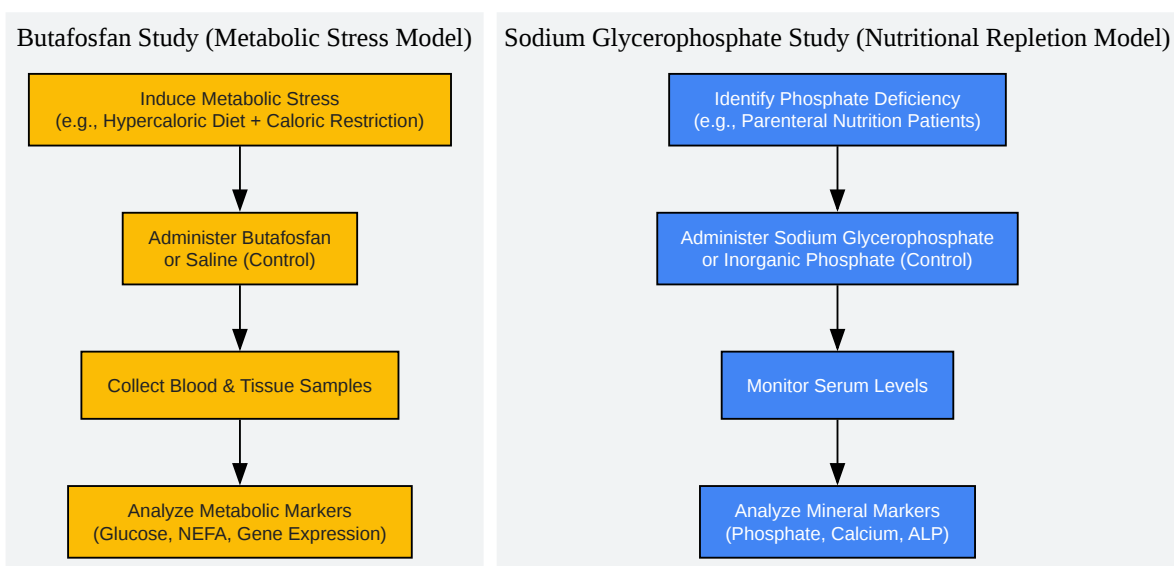 Butafosfan Study (Metabolic Stress Model)
Induce Metabolic Stress
(e.g., Hypercaloric Diet + Caloric Restriction)
Administer Butafosfan
or Saline (Control)
Collect Blood & Tissue Samples
Analyze Metabolic Markers
(Glucose, NEFA, Gene Expression)
Sodium Glycerophosphate Study (Nutritional Repletion Model)
Identify Phosphate Deficiency
(e.g., Parenteral Nutrition Patients)
Administer Sodium Glycerophosphate
or Inorganic Phosphate (Control)
Monitor Serum Levels
Analyze Mineral Markers
(Phosphate, Calcium, ALP)